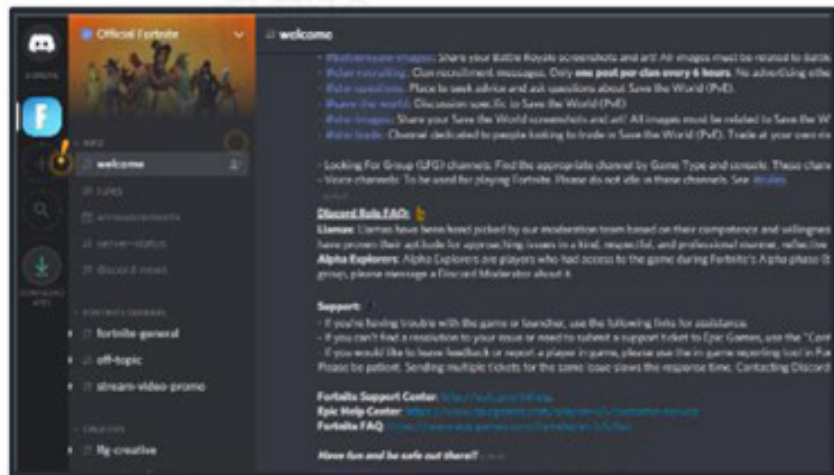 Official Fortnite
welcome
#battleroyale-images: Share your Battle Royale screenshots and art! All images must be related to Battle
#clan-recruiting: Clan recruitment messages. Only one post per clan every 6 hours. No advertising othe
Place to seek advice and ask questions about Save the World (PvE).
#save-the-world: Discussion specific to Save the World (PvE)
#stw-images: Share your Save the World screenshots and art! All images must be related to Save the W
#stw-trade: Channel dedicated to people looking to trade in Save the World (PvE). Trade at your own
INFO
welcome
rules
announcements
server-status
discord-news
fortnite-general
off-topic
stream-video-promo
CREATIVE
lfg-creative
- Looking For Group (LFG) channels: Find the appropriate channel by Game Type and console. These chann
- Voice channels: To be used for playing Fortnite. Please do not idle in these channels. See #rules
Discord Role FAQ:
Llamas: Llamas have been hand picked by our moderation team based on their competence and willingnes
have proven their aptitude for approaching issues in a kind, respectful, and professional manner, reflective
Alpha Explorers: Alpha Explorers are players who had access to the game during Fortnite's Alpha phase
group, please message a Discord Moderator about it
Support:
- If you're having trouble with the game or launcher, use the following links for assistance.
- If you can't find a resolution to your issue or need to submit a support ticket to Epic Games, use the "Con
- If you would like to leave feedback or report a player in game, please use the in game reporting tool in For
Please be patient. Sending multiple tickets for the same issue slows the response time. Contacting Discord
Fortnite Support Center:
Epic Help Center:
Fortnite FAQ:
Have fun and be safe out there!!